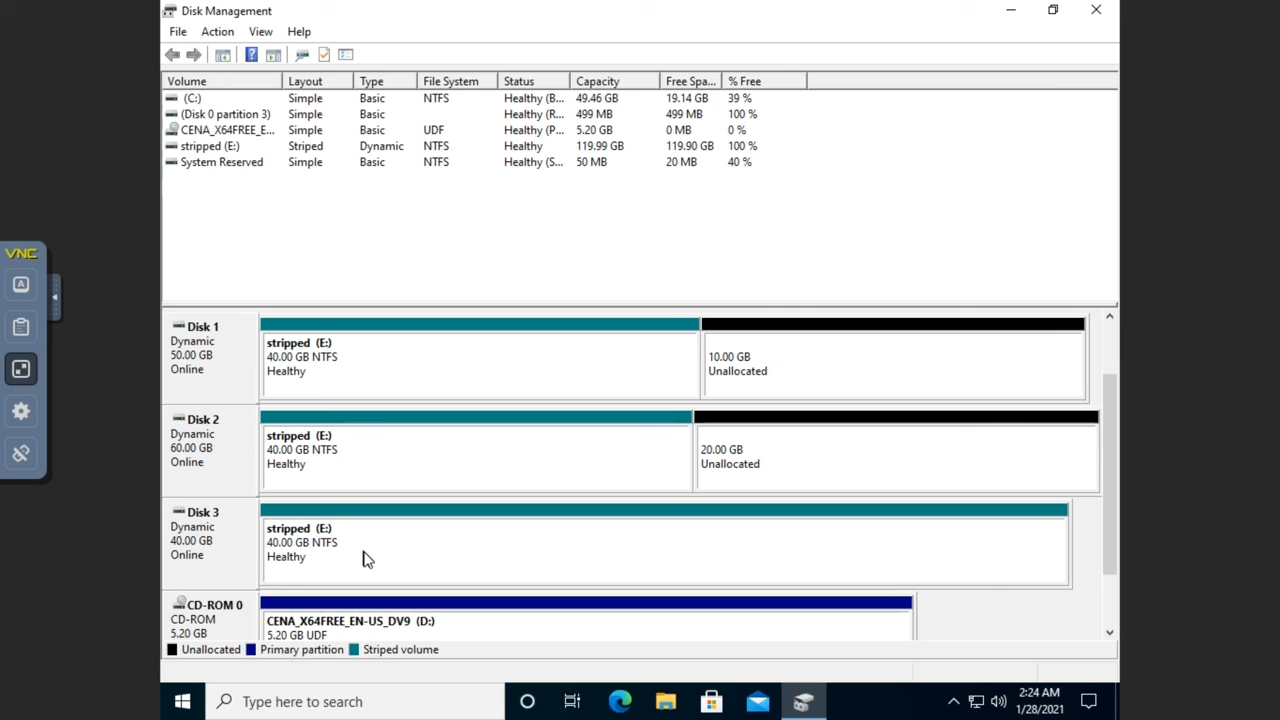 Disk Management
File Action View Help
Volume Layout Type File System Status Capacity Free Spa... % Free
(C:) Simple Basic NTFS Healthy (B... 49.46 GB 19.14 GB 39 %
(Disk 0 partition 3) Simple Basic Healthy (R... 499 MB 499 MB 100 %
CENA_X64FREE_E... Simple Basic UDF Healthy (P... 5.20 GB 0 MB 0 %
stripped (E:) Striped Dynamic NTFS Healthy 119.99 GB 119.90 GB 100 %
System Reserved Simple Basic NTFS Healthy (S... 50 MB 20 MB 40 %
VNC
A
Disk 1
Dynamic
50.00 GB
Online
stripped (E:)
40.00 GB NTFS
Healthy
10.00 GB
Unallocated
Disk 2
Dynamic
60.00 GB
Online
stripped (E:)
40.00 GB NTFS
Healthy
20.00 GB
Unallocated
Disk 3
Dynamic
40.00 GB
Online
stripped (E:)
40.00 GB NTFS
Healthy
CD-ROM 0
CD-ROM
5.20 GB
CENA_X64FREE_EN-US_DV9 (D:)
5.20 GB UDF
Unallocated Primary partition Striped volume
Type here to search
2:24 AM
1/28/2021